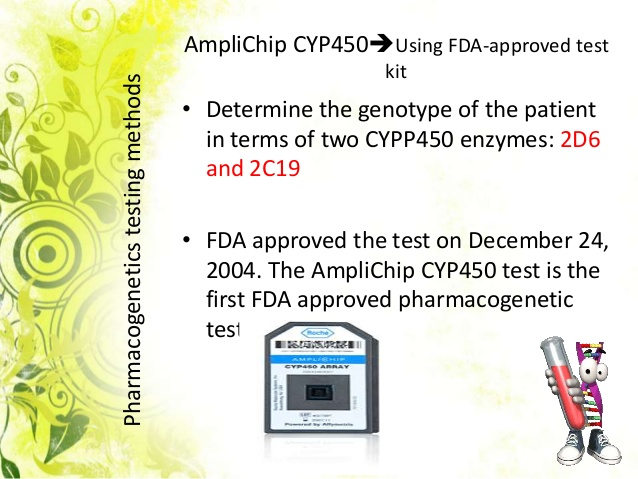 AmpliChip CYP450➔Using FDA-approved test
kit
Pharmacogenetics testing methods
• Determine the genotype of the patient
in terms of two CYPP450 enzymes: 2D6
and 2C19
• FDA approved the test on December 24,
2004. The AmpliChip CYP450 test is the
first FDA approved pharmacogenetic
test
Roche
AMPLICHIP
CYP450 ARRAY
Powered by Affymetrix